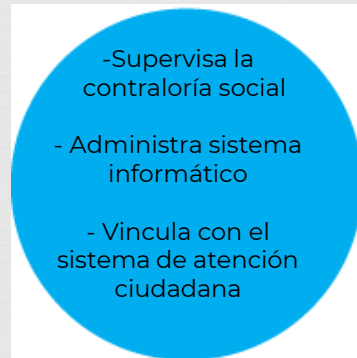 -Supervisa la
contraloría social
- Administra sistema
informático
- Vincula con el
sistema de atención
ciudadana